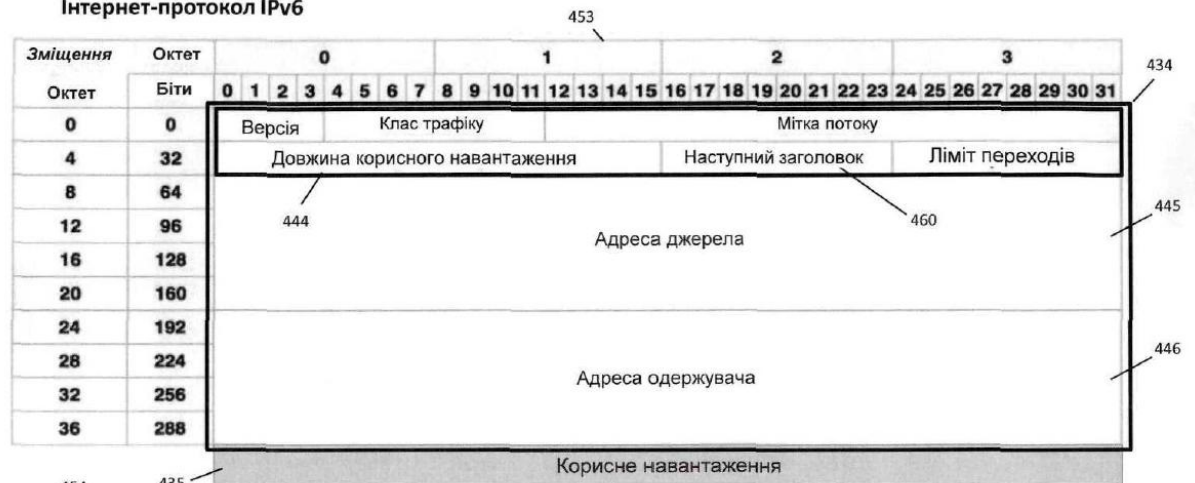 Інтернет-протокол IPv6
453
Зміщення Октет 0 1 2 3
434
Октет Біти 0 1 2 3 4 5 6 7 8 9 10 11 12 13 14 15 16 17 18 19 20 21 22 23 24 25 26 27 28 29 30 31
0 0 Версія Клас трафіку Мітка потоку
4 32 Довжина корисного навантаження Наступний заголовок Ліміт переходів
8 64
444 460 445
12 96
Адреса джерела
16 128
20 160
24 192
28 224 446
Адреса одержувача
32 256
36 288
Корисне навантаження
435